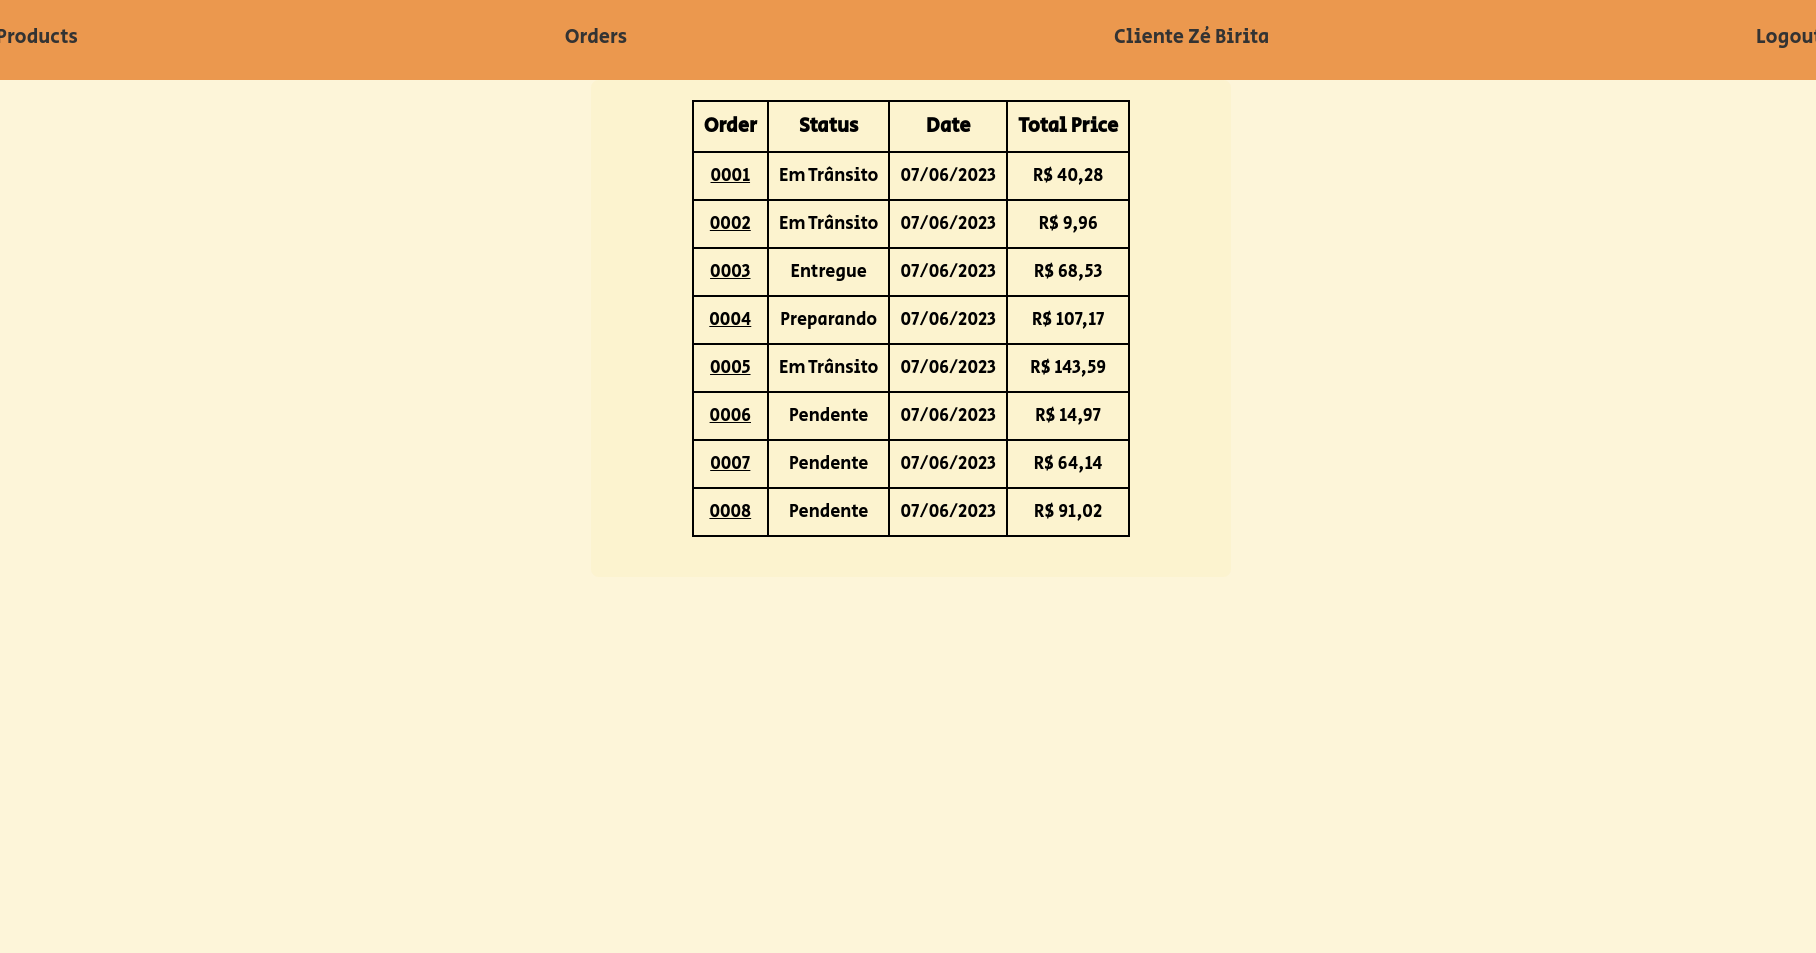 Products Orders Cliente Zé Birita Logout
Order Status Date Total Price
0001 Em Trânsito 07/06/2023 R$ 40,28
0002 Em Trânsito 07/06/2023 R$ 9,96
0003 Entregue 07/06/2023 R$ 68,53
0004 Preparando 07/06/2023 R$ 107,17
0005 Em Trânsito 07/06/2023 R$ 143,59
0006 Pendente 07/06/2023 R$ 14,97
0007 Pendente 07/06/2023 R$ 64,14
0008 Pendente 07/06/2023 R$ 91,02